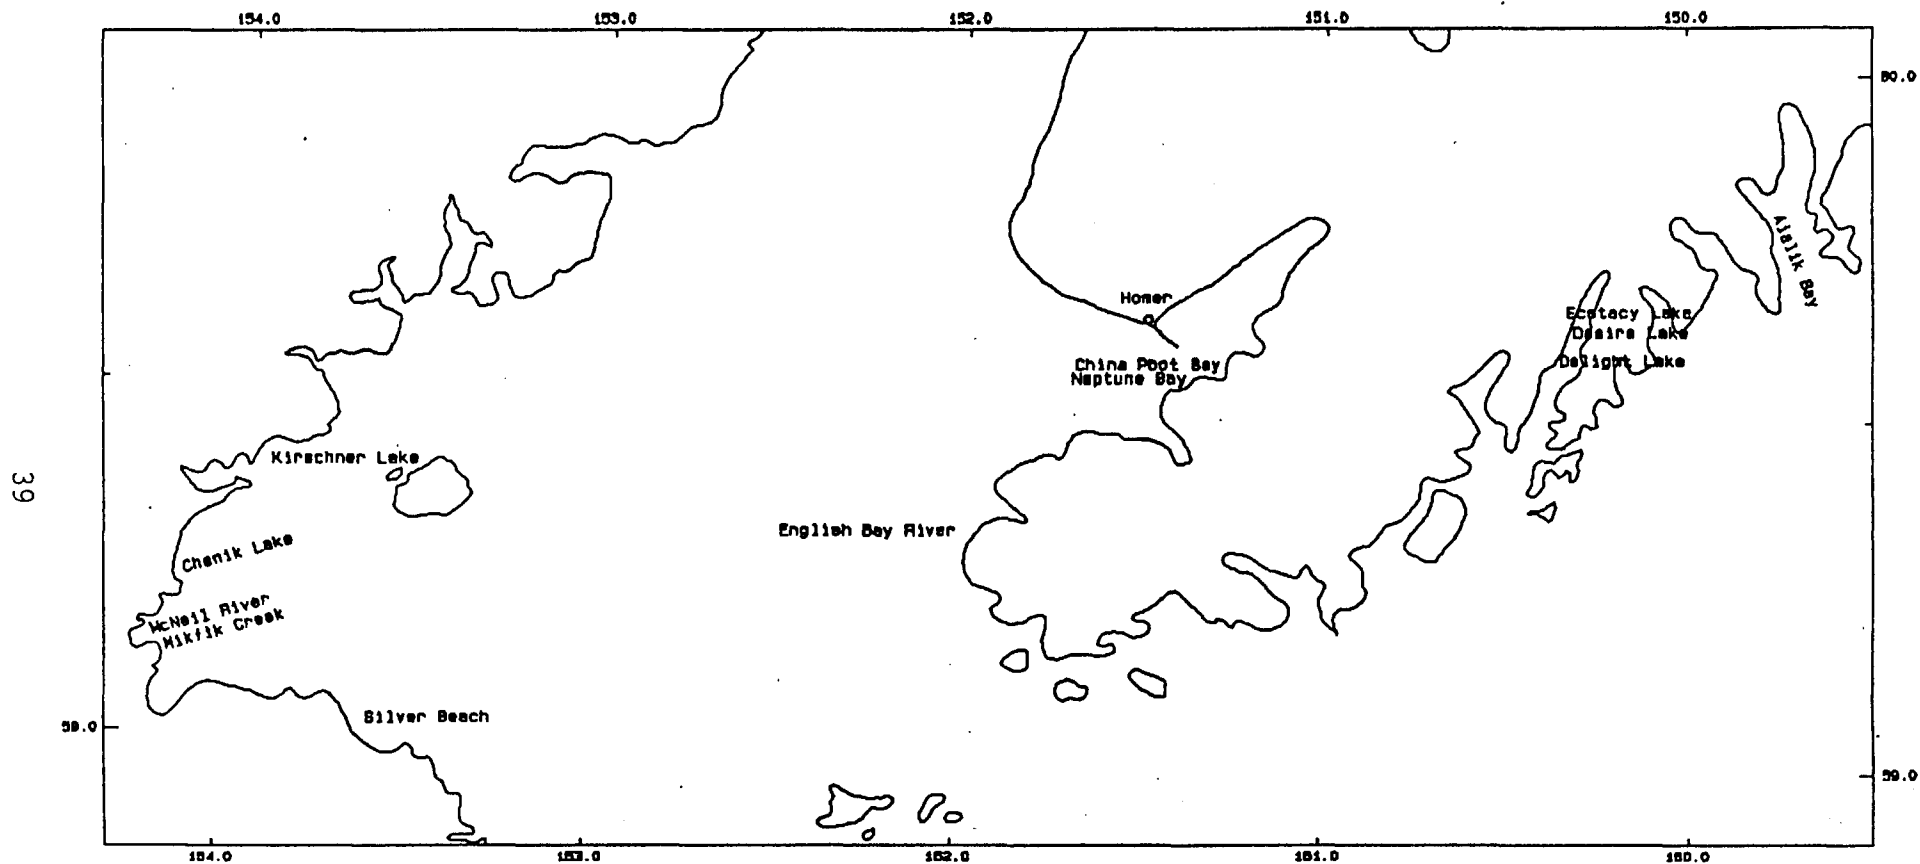 154.0 153.0 152.0 151.0 150.0
60.0
Aialik Bay
Homer
Ecstacy Lake
Desire Lake
China Poot Bay
Delight Lake
Neptune Bay
Kirschner Lake
39
English Bay River
Chenik Lake
McNeil River
Mikfik Creek
Silver Beach
59.0
59.0
154.0 153.0 152.0 151.0 150.0